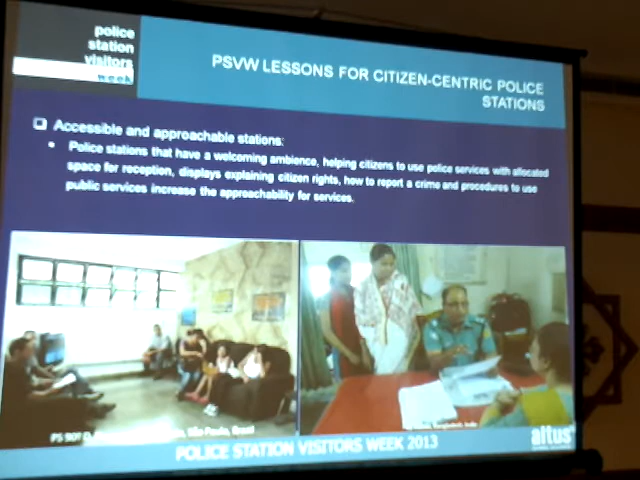 police
station
visitors
week
PSVW LESSONS FOR CITIZEN-CENTRIC POLICE
STATIONS
Accessible and approachable stations:
Police stations that have a welcoming ambience, helping citizens to use police services with allocated
space for reception, displays explaining citizen rights, how to report a crime and procedures to use
public services increase the approachability for services.
São Paulo, Brazil
POLICE STATION VISITORS WEEK 2013
altus